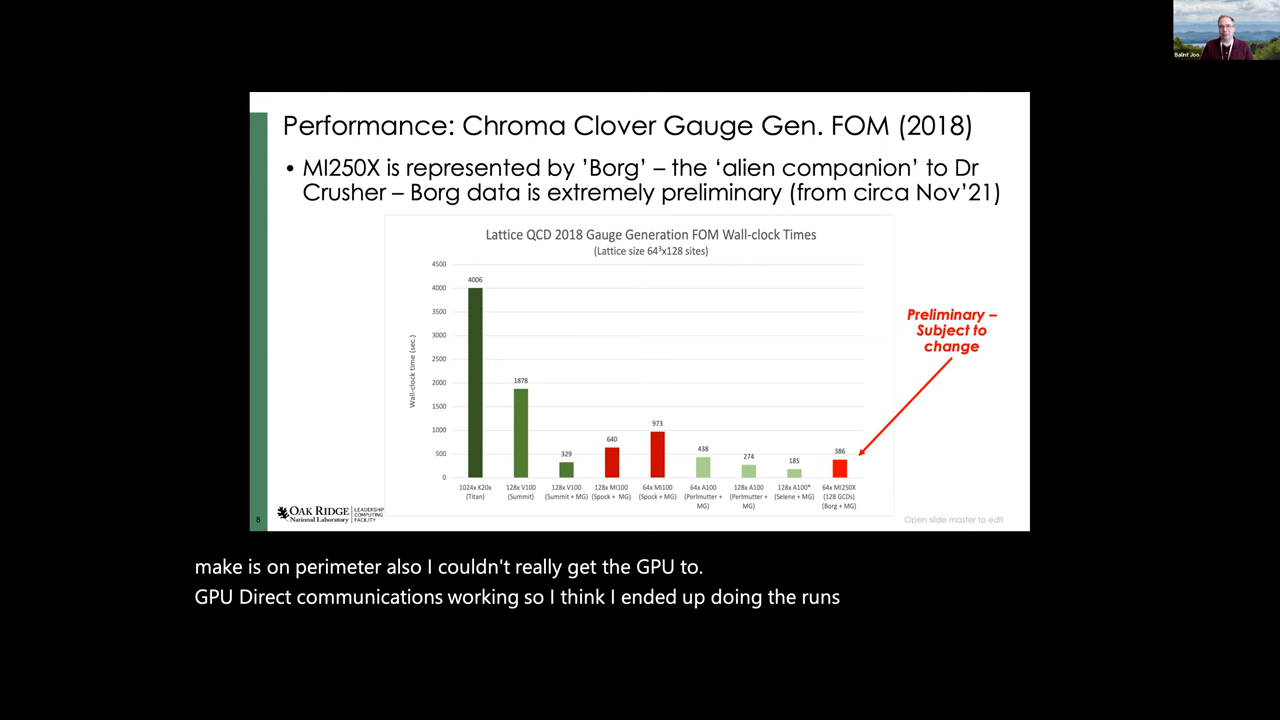 Balint Joo
Performance: Chroma Clover Gauge Gen. FOM (2018)
• MI250X is represented by ’Borg’ – the ‘alien companion’ to Dr
Crusher – Borg data is extremely preliminary (from circa Nov’21)
Lattice QCD 2018 Gauge Generation FOM Wall-clock Times
(Lattice size 64³x128 sites)
Wall-clock time (sec.)
4500
4000
3500
3000
2500
2000
1500
1000
500
0
4006
1878
329
640
973
438
274
185
386
1024x K20x
(Titan)
128x V100
(Summit)
128x V100
(Summit + MG)
128x MI100
(Spock + MG)
64x MI100
(Spock + MG)
64x A100
(Perlmutter +
MG)
128x A100
(Perlmutter +
MG)
128x A100*
(Selene + MG)
64x MI250X
(128 GCDs)
(Borg + MG)
Preliminary –
Subject to
change
8
OAK RIDGE
National Laboratory
LEADERSHIP
COMPUTING
FACILITY
Open slide master to edit
make is on perimeter also I couldn't really get the GPU to.
GPU Direct communications working so I think I ended up doing the runs